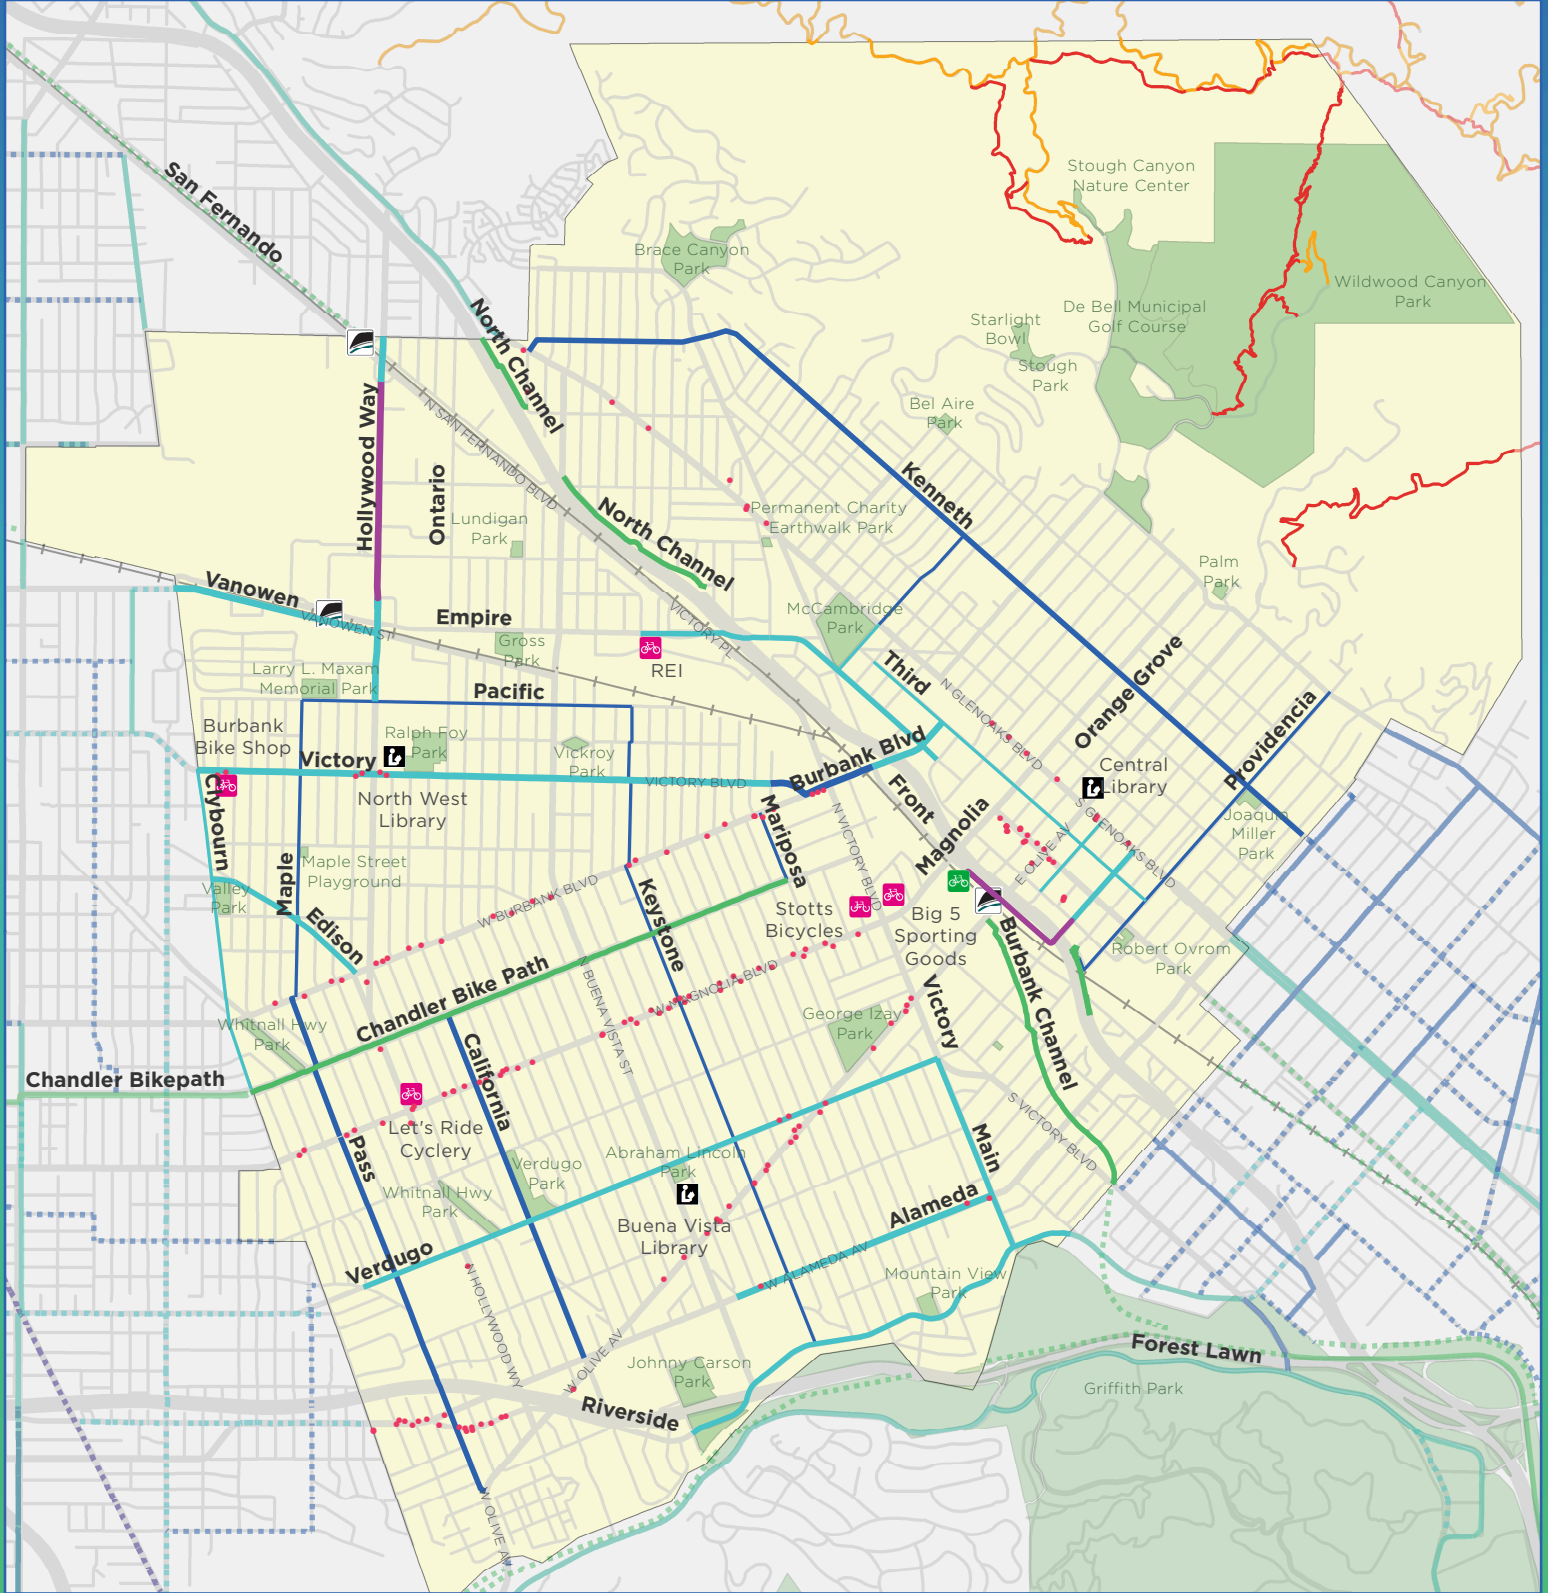 San Fernando
Stough Canyon
Nature Center
Brace Canyon
Park
Wildwood Canyon
Park
De Bell Municipal
Golf Course
Starlight
Bowl
Stough
Park
North Channel
N SAN FERNANDO BLVD
Hollywood Way
Ontario
Bel Aire
Park
Kenneth
Lundigan
Park
North Channel
Permanent Charity
Earthwalk Park
Palm
Park
Vanowen
VANOWEN ST
Empire
VICTORY PL
McCambridge
Park
Gross
Park
REI
Larry L. Maxam
Memorial Park
Pacific
Third
N GLENOAKS BLVD
Orange Grove
Providencia
Burbank
Bike Shop
Ralph Foy
Park
Vickroy
Park
Victory
VICTORY BLVD
Burbank Blvd
Central
Library
Clybourn
North West
Library
Front
Mariposa
N VICTORY BLVD
Magnolia
S GLENOAKS BLVD
E OLIVE AV
Joaquin
Miller
Park
Maple Street
Playground
Maple
Valley
Park
Edison
W BURBANK BLVD
Keystone
Stotts
Bicycles
Big 5
Sporting
Goods
Robert Ovrom
Park
Chandler Bike Path
N BUENA VISTA ST
W MAGNOLIA BLVD
Burbank Channel
Victory
George Izay
Park
Whitnall Hwy
Park
Chandler Bikepath
California
Let's Ride
Cyclery
Pass
S VICTORY BLVD
Main
Verdugo
Park
Abraham Lincoln
Park
Whitnall Hwy
Park
Buena Vista
Library
Alameda
Verdugo
W ALAMEDA AV
Mountain View
Park
N HOLLYWOOD WY
W OLIVE AV
Johnny Carson
Park
Forest Lawn
Griffith Park
Riverside
W OLIVE AV